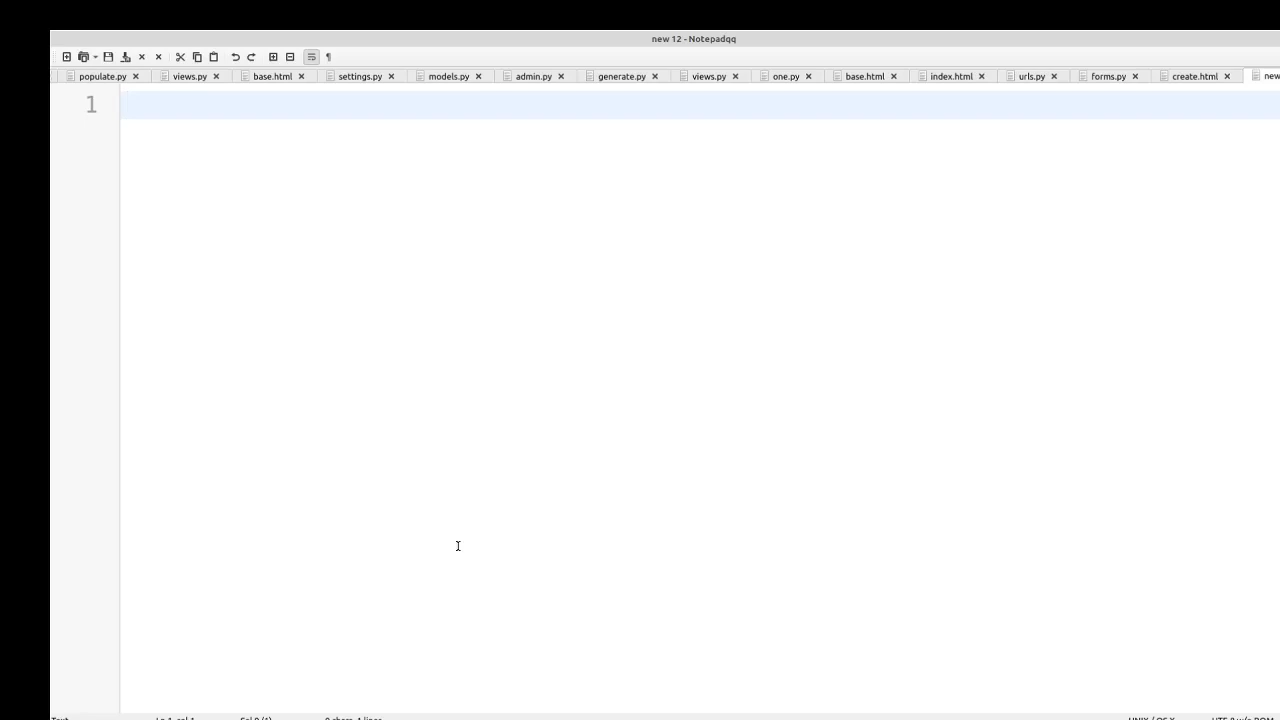 new 12 - Notepadqq
populate.py views.py base.html settings.py models.py admin.py generate.py views.py one.py base.html index.html urls.py forms.py create.html new
1